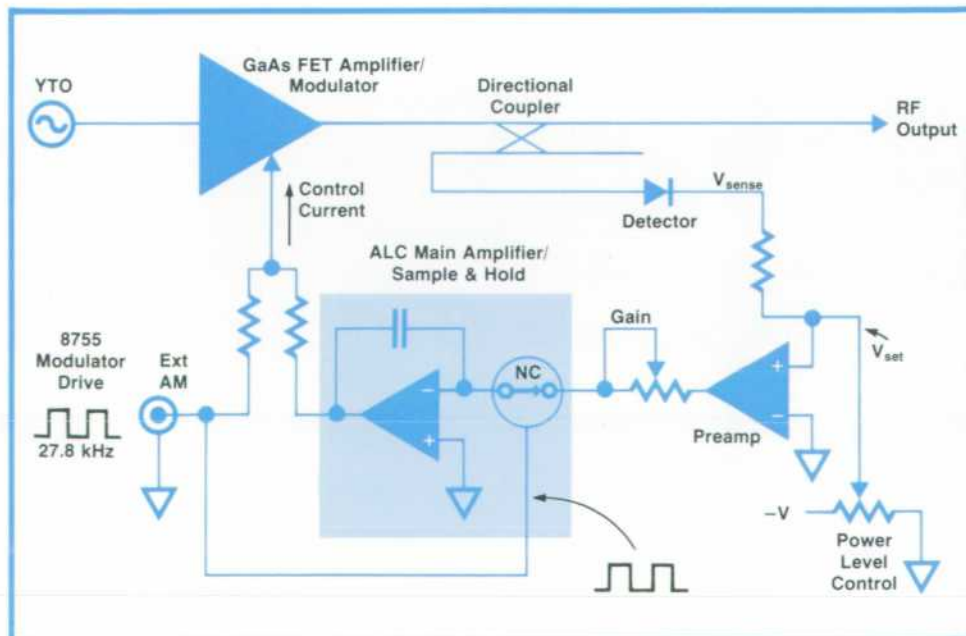 YTO
GaAs FET Amplifier/
Modulator
Directional
Coupler
RF
Output
Control
Current
Vsense
Detector
ALC Main Amplifier/
Sample & Hold
Gain
Vset
8755
Modulator
Drive
Ext
AM
NC
+
−
−
+
Preamp
27.8 kHz
−V
Power
Level
Control